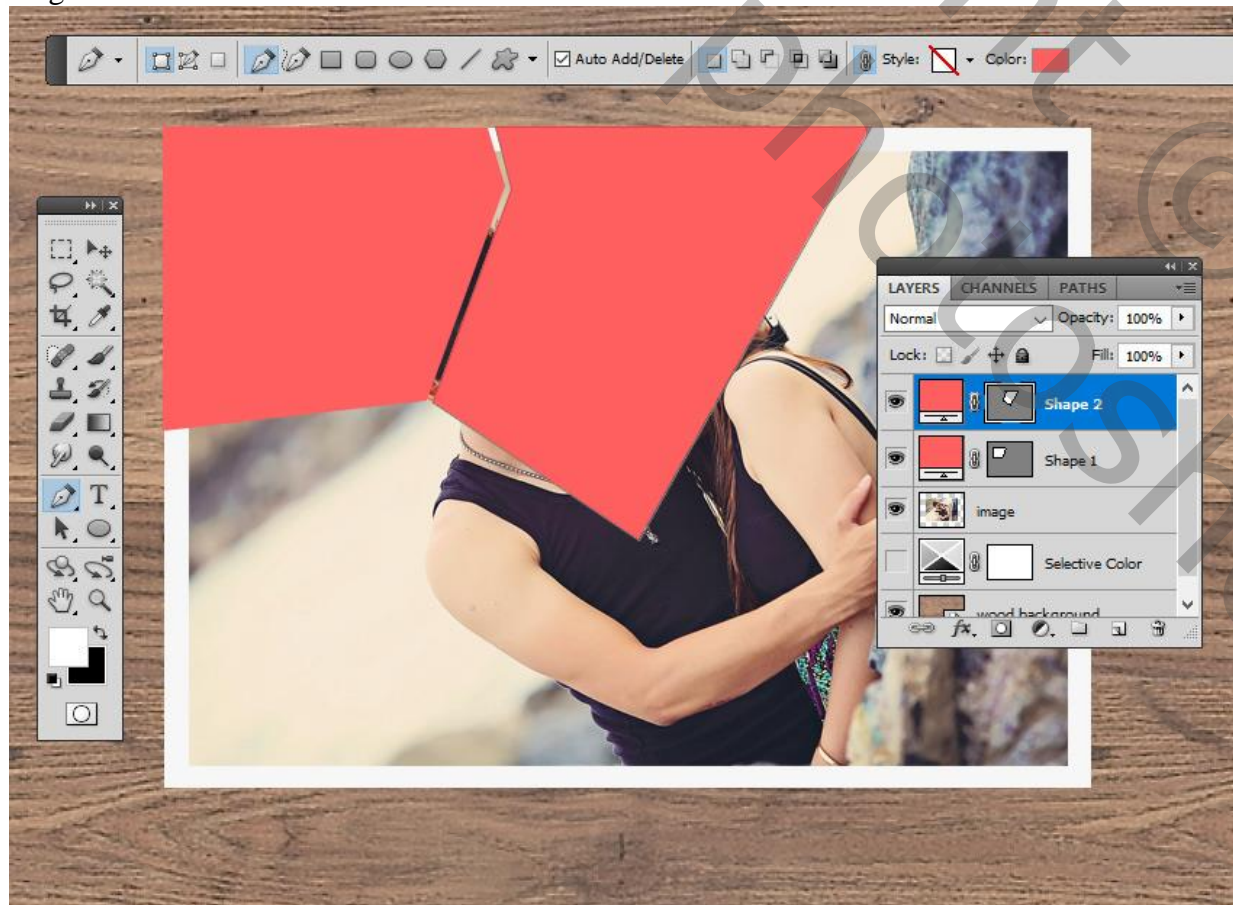 Auto Add/Delete Style: Color:
LAYERS CHANNELS PATHS
Normal Opacity: 100%
Lock: Fill: 100%
Shape 2
Shape 1
image
Selective Color
wood background
fx.
T